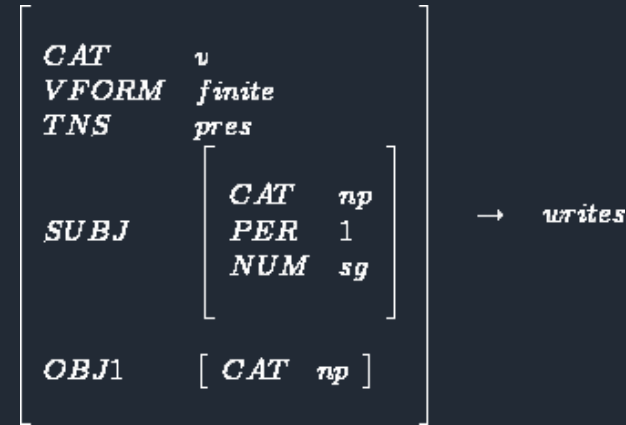 CAT v
VFORM finite
TNS pres
SUBJ [ CAT np
PER 1
NUM sg ] → writes
OBJ1 [ CAT np ]